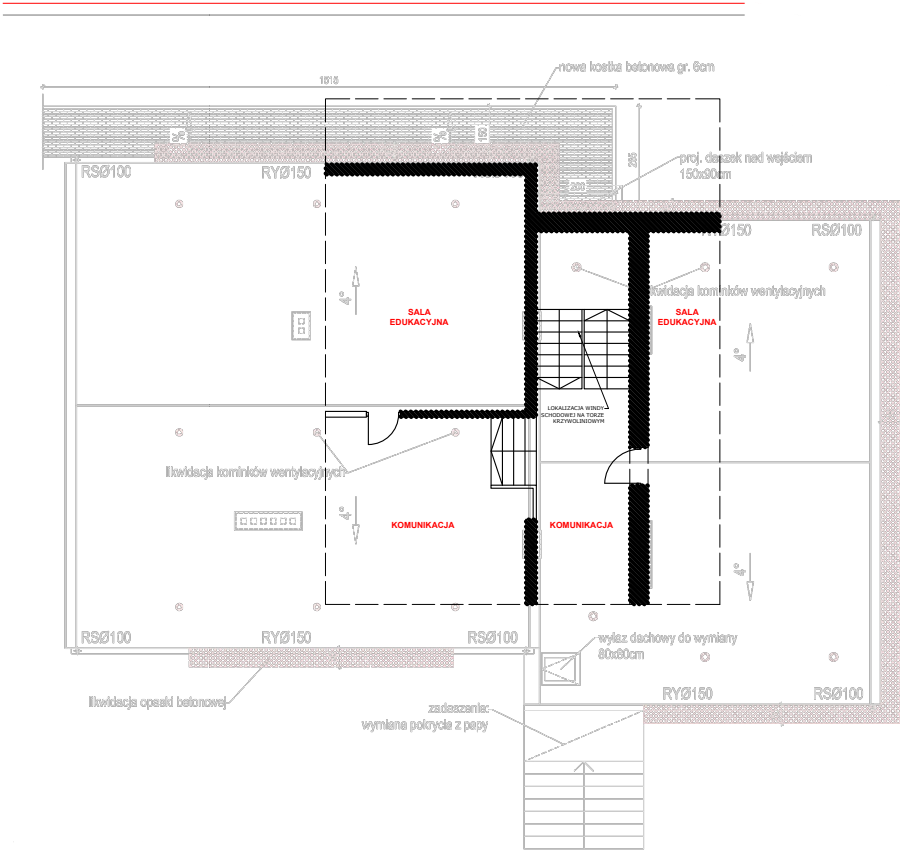 nowa kostka betonowa gr. 6cm
1515
%
%
150
285
200
proj. daszek nad wejściem
150x90cm
RSØ100
RYØ150
RYØ150
RSØ100
likwidacja kominków wentylacyjnych
4°
SALA
EDUKACYJNA
SALA
EDUKACYJNA
4°
LOKALIZACJA WINDY
SCHODOWEJ NA TORZE
KRZYWOLINIOWYM
likwidacja kominków wentylacyjnych
4°
KOMUNIKACJA
KOMUNIKACJA
4°
RSØ100
RYØ150
RSØ100
wyłaz dachowy do wymiany
80x80cm
RYØ150
RSØ100
likwidacja opaski betonowej
zadaszenie:
wymiana pokrycia z papy